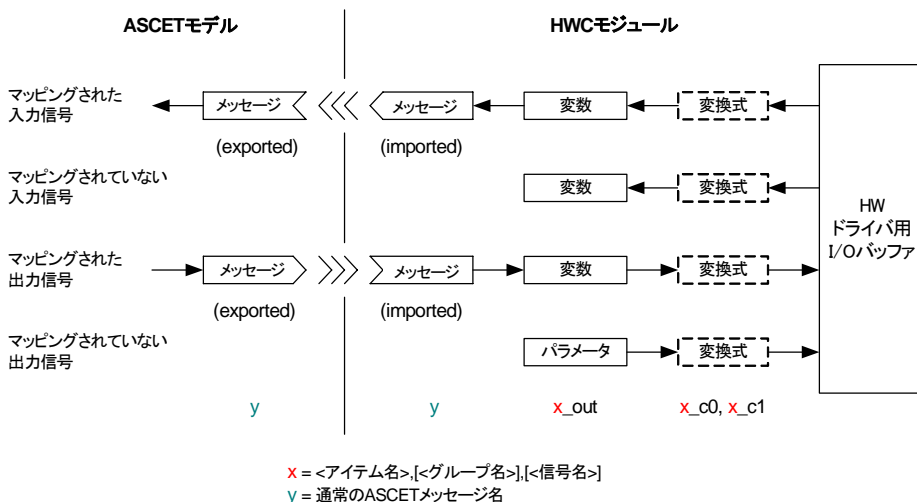 ASCETモデル
HWCモジュール
マッピングされた
入力信号
メッセージ
メッセージ
変数
変換式
(exported)
(imported)
マッピングされていない
入力信号
変数
変換式
HW
ドライバ用
I/Oバッファ
マッピングされた
出力信号
メッセージ
メッセージ
変数
変換式
(exported)
(imported)
マッピングされていない
出力信号
パラメータ
変換式
y
y
x_out
x_c0, x_c1
x = <アイテム名>,[<グループ名>],[<信号名>]
y = 通常のASCETメッセージ名